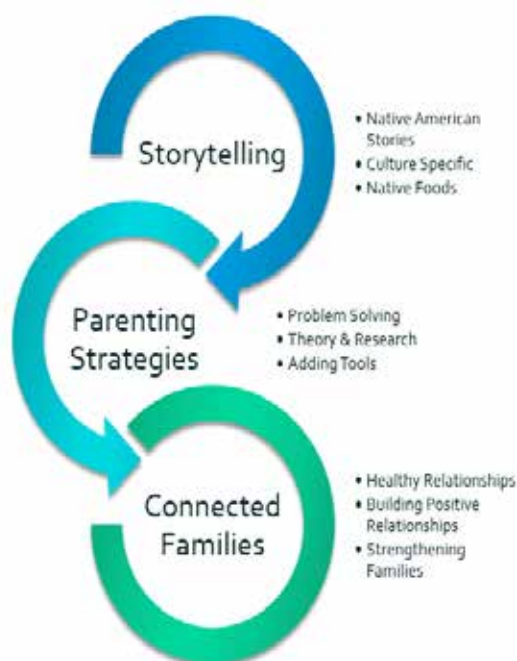 Storytelling
• Native American
Stories
• Culture Specific
• Native Foods
Parenting
Strategies
• Problem Solving
• Theory & Research
• Adding Tools
Connected
Families
• Healthy Relationships
• Building Positive
Relationships
• Strengthening
Families